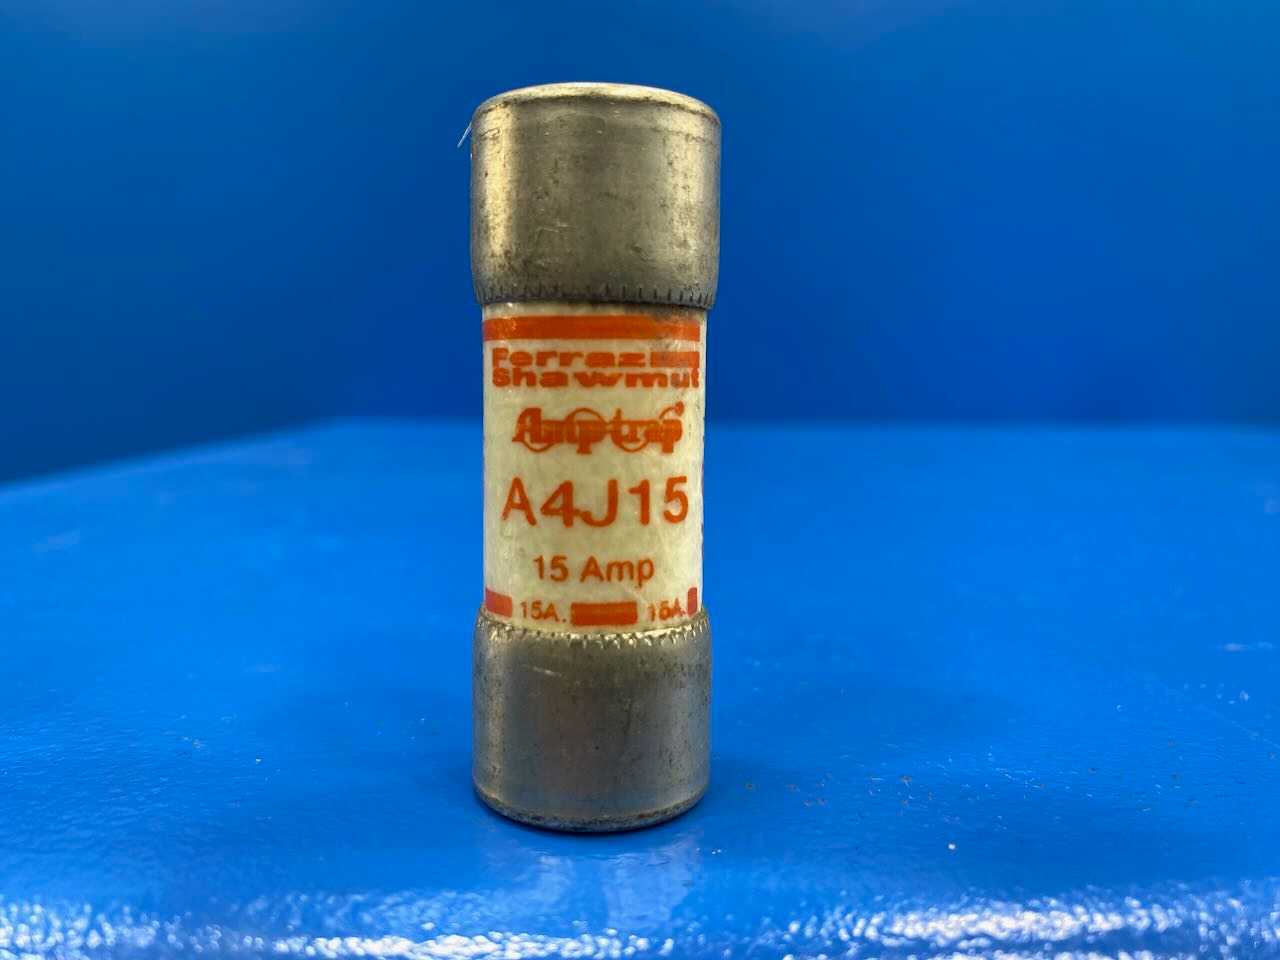 Ferraz
Shawmut
Amp-trap
A4J15
15 Amp
15A. 15A.